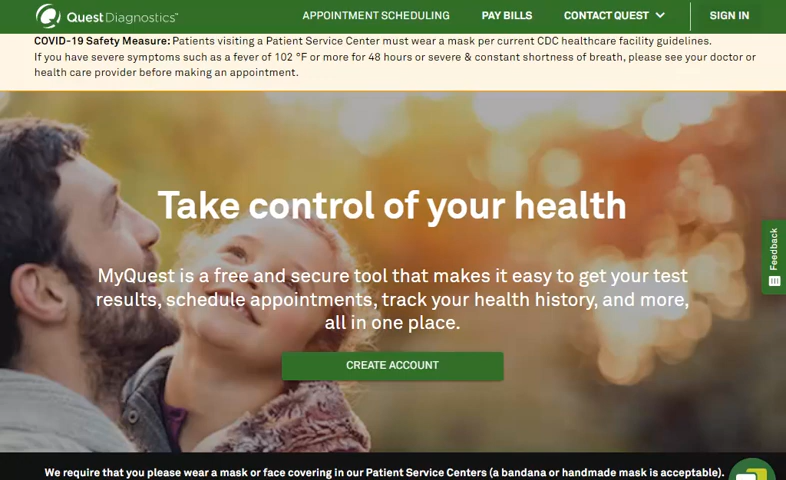 Quest Diagnostics™
APPOINTMENT SCHEDULING
PAY BILLS
CONTACT QUEST
SIGN IN
COVID-19 Safety Measure: Patients visiting a Patient Service Center must wear a mask per current CDC healthcare facility guidelines.
If you have severe symptoms such as a fever of 102 °F or more for 48 hours or severe & constant shortness of breath, please see your doctor or
health care provider before making an appointment.
Take control of your health
Feedback
MyQuest is a free and secure tool that makes it easy to get your test
results, schedule appointments, track your health history, and more,
all in one place.
CREATE ACCOUNT
We require that you please wear a mask or face covering in our Patient Service Centers (a bandana or handmade mask is acceptable).